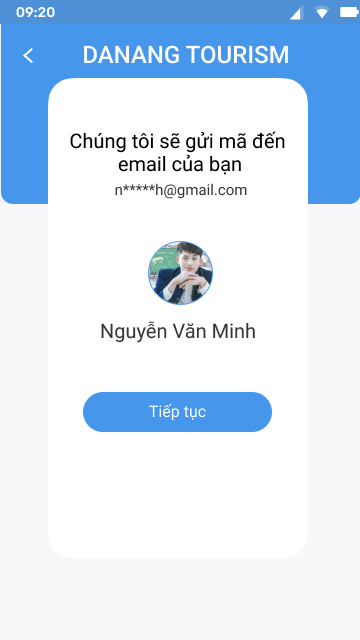 09:20
DANANG TOURISM
Chúng tôi sẽ gửi mã đến
email của bạn
n*****h@gmail.com
Nguyễn Văn Minh
Tiếp tục